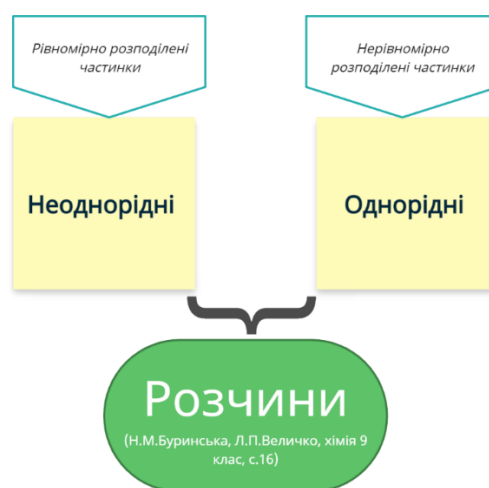 Рівномірно розподілені
частинки
Нерівномірно
розподілені частинки
Неоднорідні
Однорідні
Розчини
(Н.М.Буринська, Л.П.Величко, хімія 9
клас, с.16)